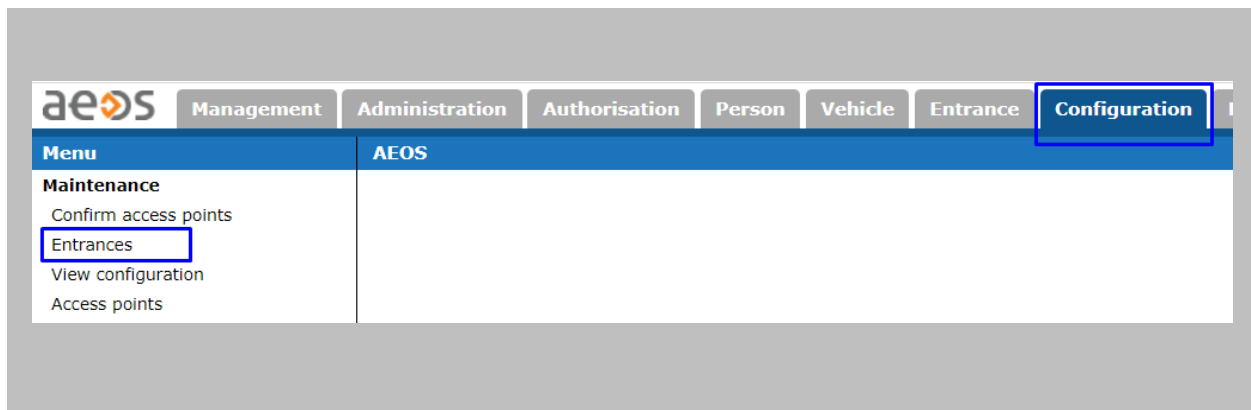 aeos Management Administration Authorisation Person Vehicle Entrance Configuration
Menu AEOS
Maintenance
Confirm access points
Entrances
View configuration
Access points